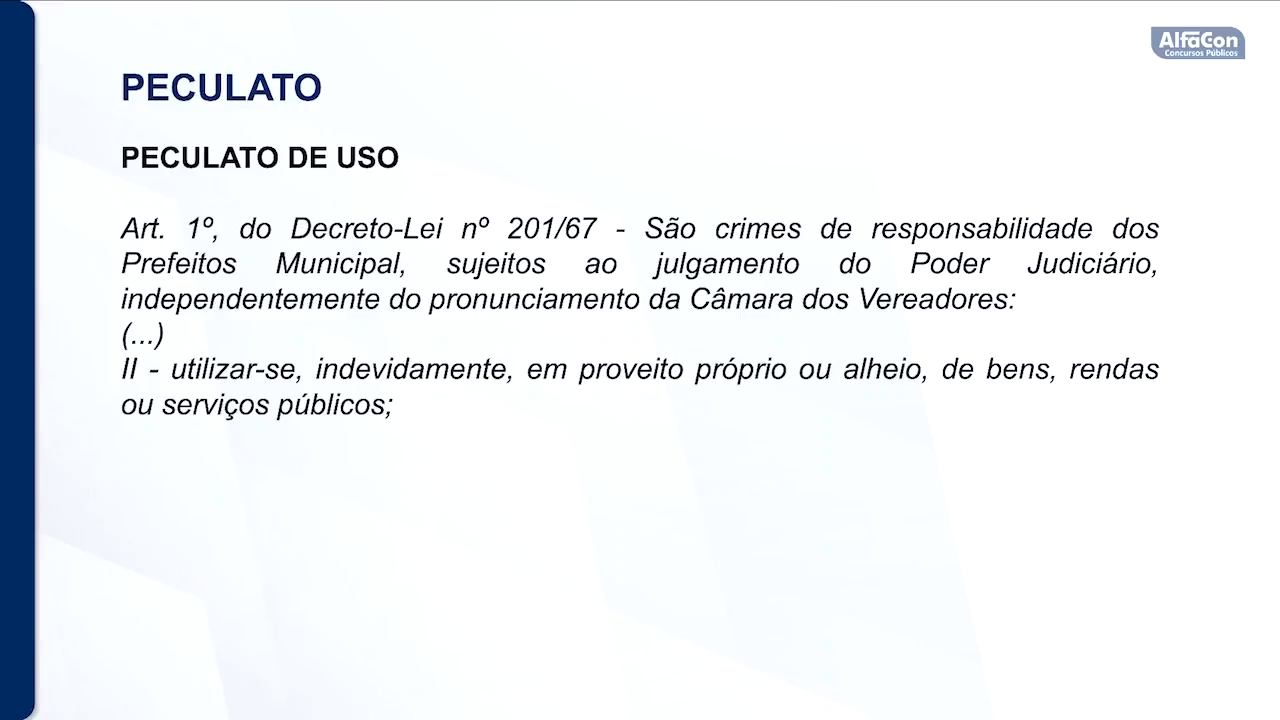 AlfaCon
Concursos Públicos
PECULATO
PECULATO DE USO
Art. 1º, do Decreto-Lei nº 201/67 - São crimes de responsabilidade dos
Prefeitos Municipal, sujeitos ao julgamento do Poder Judiciário,
independentemente do pronunciamento da Câmara dos Vereadores:
(...)
II - utilizar-se, indevidamente, em proveito próprio ou alheio, de bens, rendas
ou serviços públicos;